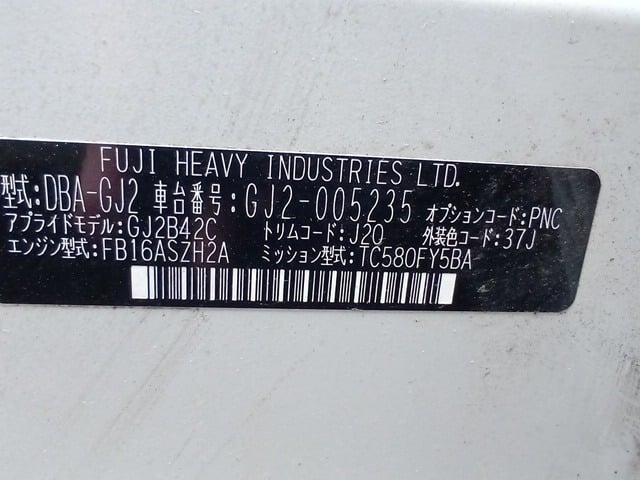 FUJI HEAVY INDUSTRIES LTD.
型式:DBA-GJ2 車台番号:GJ2-005235 オプションコード:PNC
アプライドモデル:GJ2B42C トリムコード:J20 外装色コード:37J
エンジン型式:FB16ASZH2A ミッション型式:TC580FY5BA